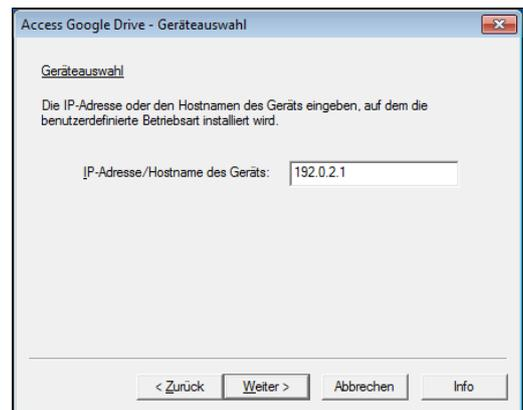 Access Google Drive - Geräteauswahl
Geräteauswahl
Die IP-Adresse oder den Hostnamen des Geräts eingeben, auf dem die
benutzerdefinierte Betriebsart installiert wird.
IP-Adresse/Hostname des Geräts: 192.0.2.1
< Zurück Weiter > Abbrechen Info